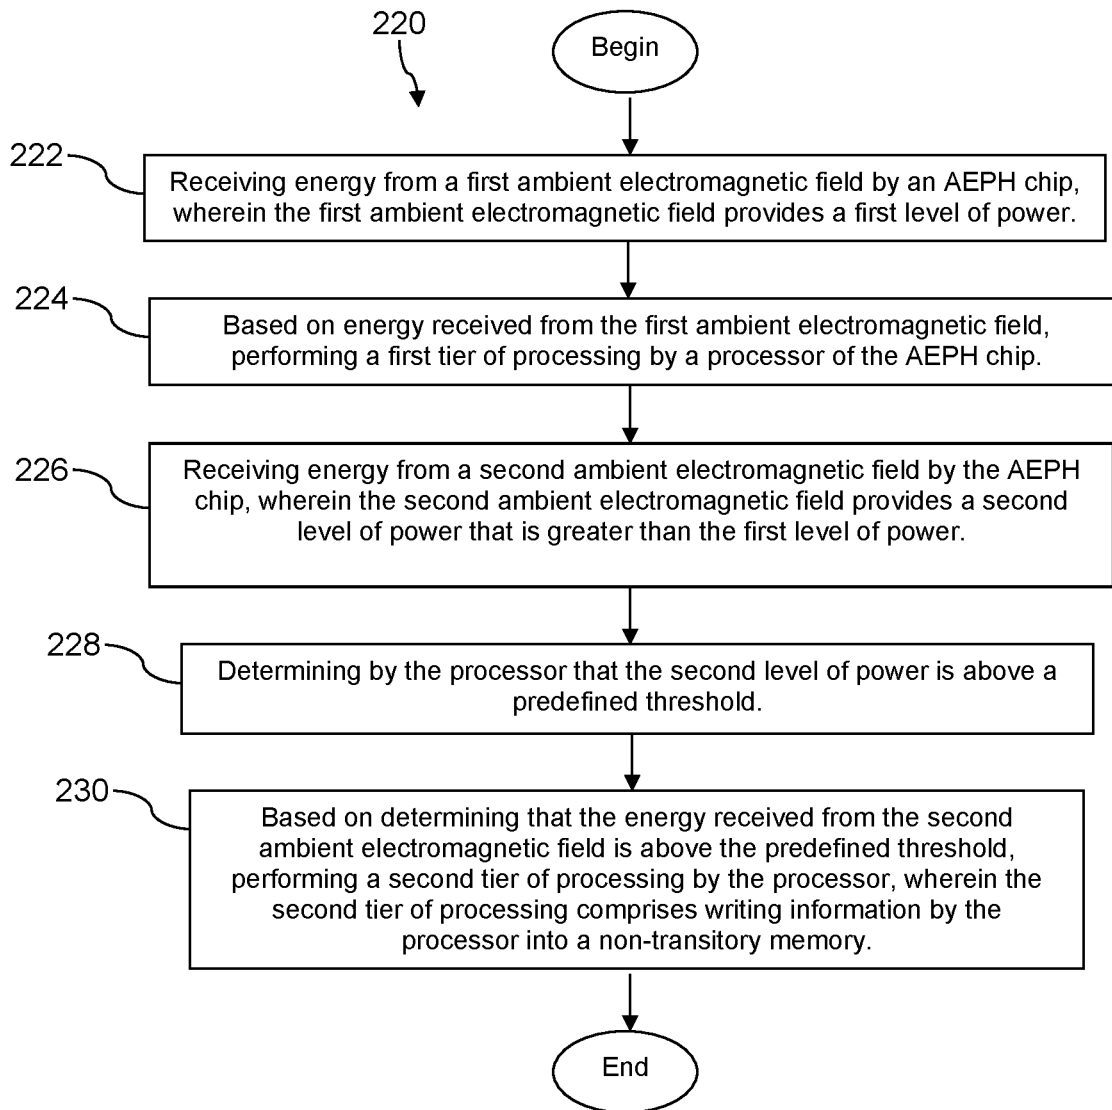 220
Begin
222
Receiving energy from a first ambient electromagnetic field by an AEPH chip,
wherein the first ambient electromagnetic field provides a first level of power.
224
Based on energy received from the first ambient electromagnetic field,
performing a first tier of processing by a processor of the AEPH chip.
226
Receiving energy from a second ambient electromagnetic field by the AEPH
chip, wherein the second ambient electromagnetic field provides a second
level of power that is greater than the first level of power.
228
Determining by the processor that the second level of power is above a
predefined threshold.
230
Based on determining that the energy received from the second
ambient electromagnetic field is above the predefined threshold,
performing a second tier of processing by the processor, wherein the
second tier of processing comprises writing information by the
processor into a non-transitory memory.
End